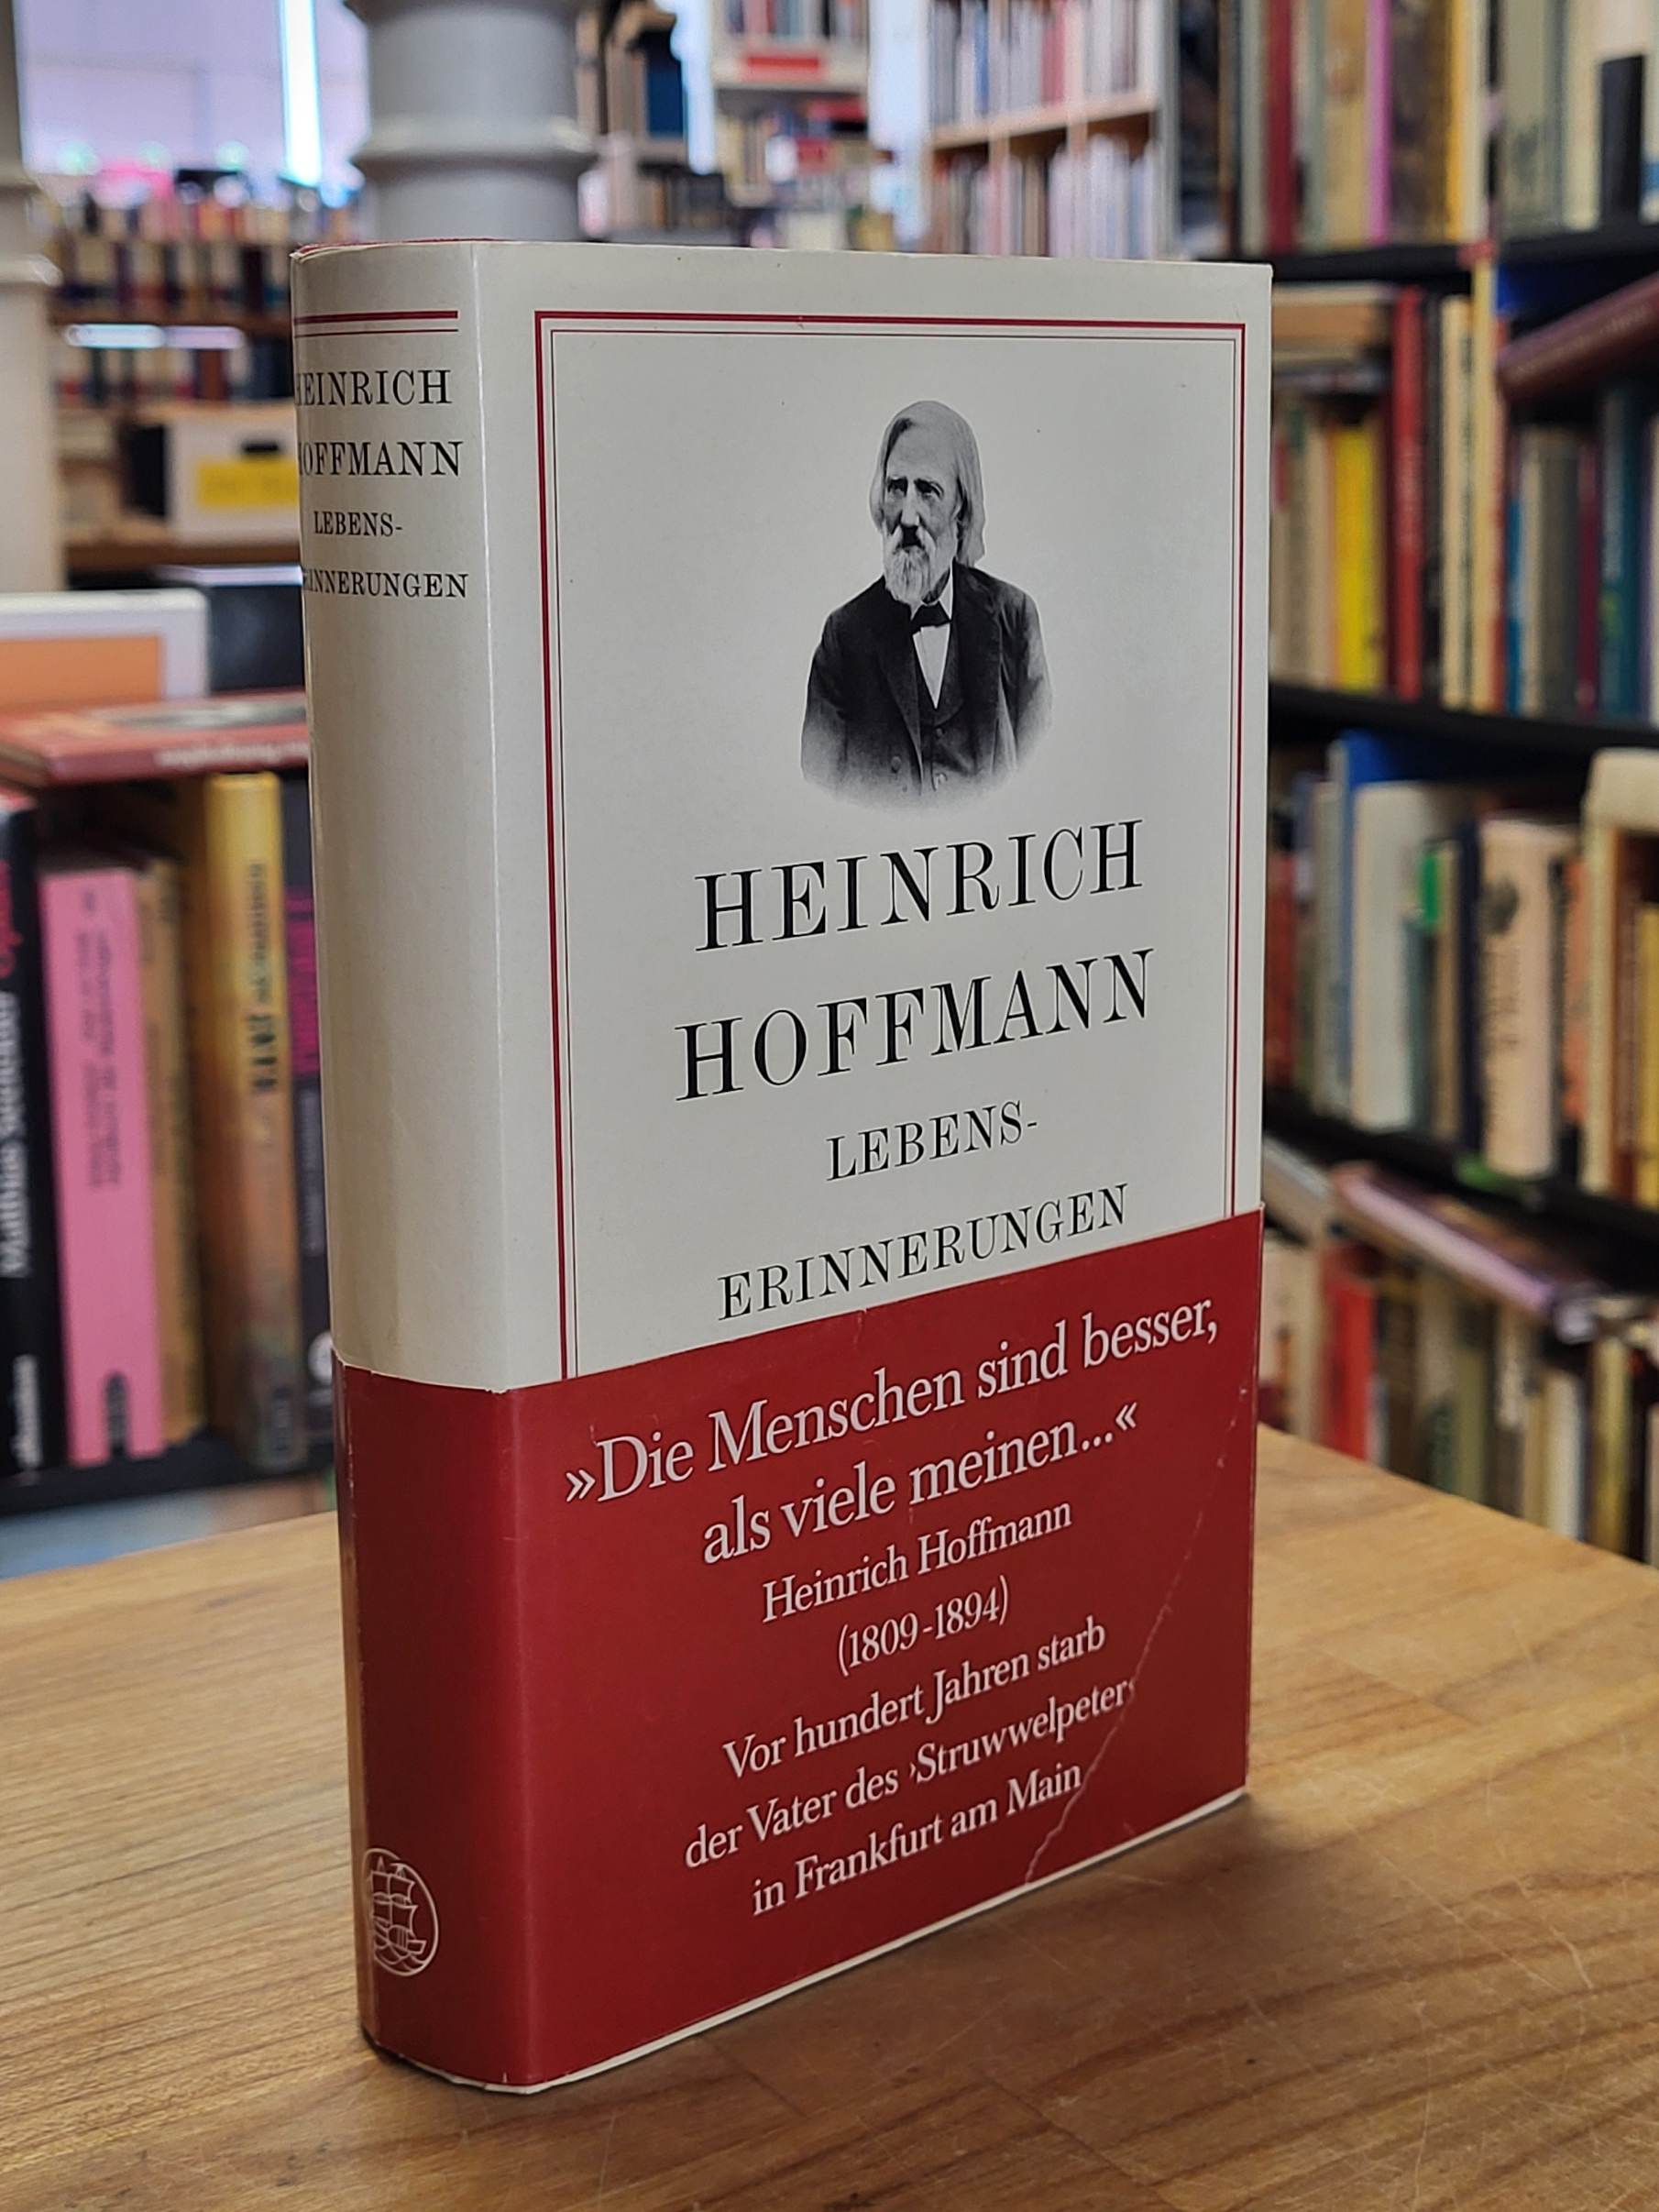 HEINRICH
HOFFMANN
LEBENS-
ERINNERUNGEN
HEINRICH
HOFFMANN
LEBENS-
ERINNERUNGEN
»Die Menschen sind besser,
als viele meinen...«
Heinrich Hoffmann
(1809-1894)
Vor hundert Jahren starb
der Vater des ›Struwwelpeter‹
in Frankfurt am Main